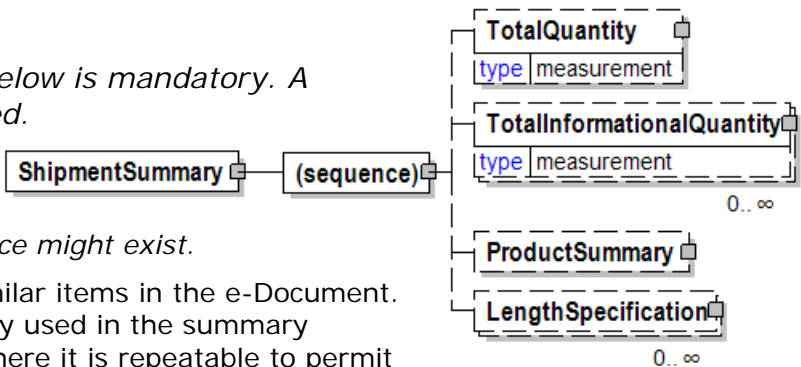 elow is mandatory. A
ed.
ce might exist.
nilar items in the e-Document.
y used in the summary
here it is repeatable to permit
ShipmentSummary
(sequence)
TotalQuantity
type measurement
TotalInformationalQuantity
type measurement
0.. ∞
ProductSummary
LengthSpecification
0.. ∞